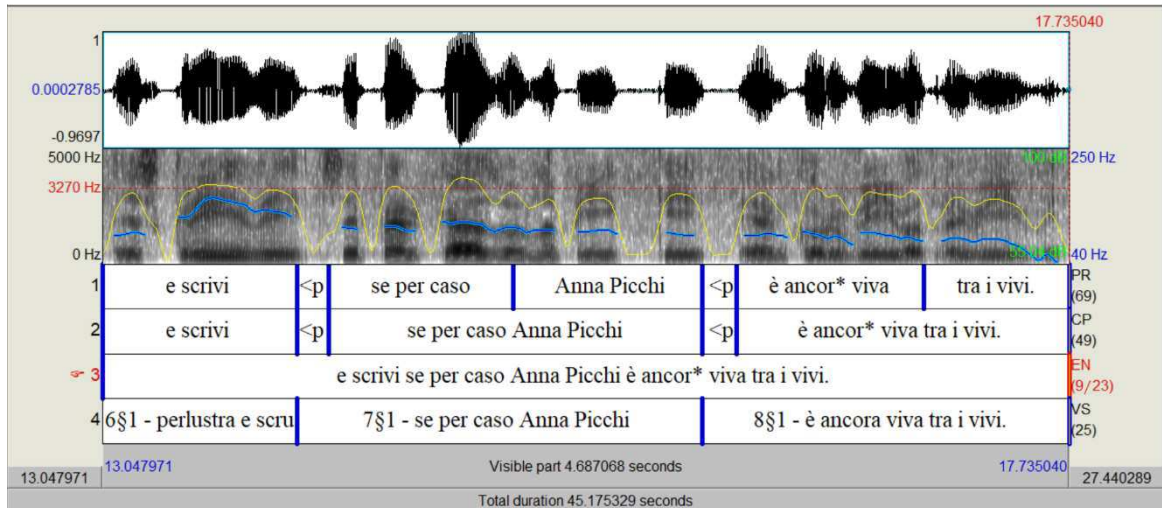 17.735040
1
0.0002785
-0.9697
5000 Hz 250 Hz
3270 Hz
0 Hz 40 Hz
1 e scrivi <p se per caso Anna Picchi <p è ancor* viva tra i vivi. PR (69)
2 e scrivi <p se per caso Anna Picchi <p è ancor* viva tra i vivi. CP (49)
3 e scrivi se per caso Anna Picchi è ancor* viva tra i vivi. EN (9/23)
4 6§1 - perlustra e scru 7§1 - se per caso Anna Picchi 8§1 - è ancora viva tra i vivi. VS (25)
13.047971 13.047971 Visible part 4.687068 seconds 17.735040 27.440289
Total duration 45.175329 seconds